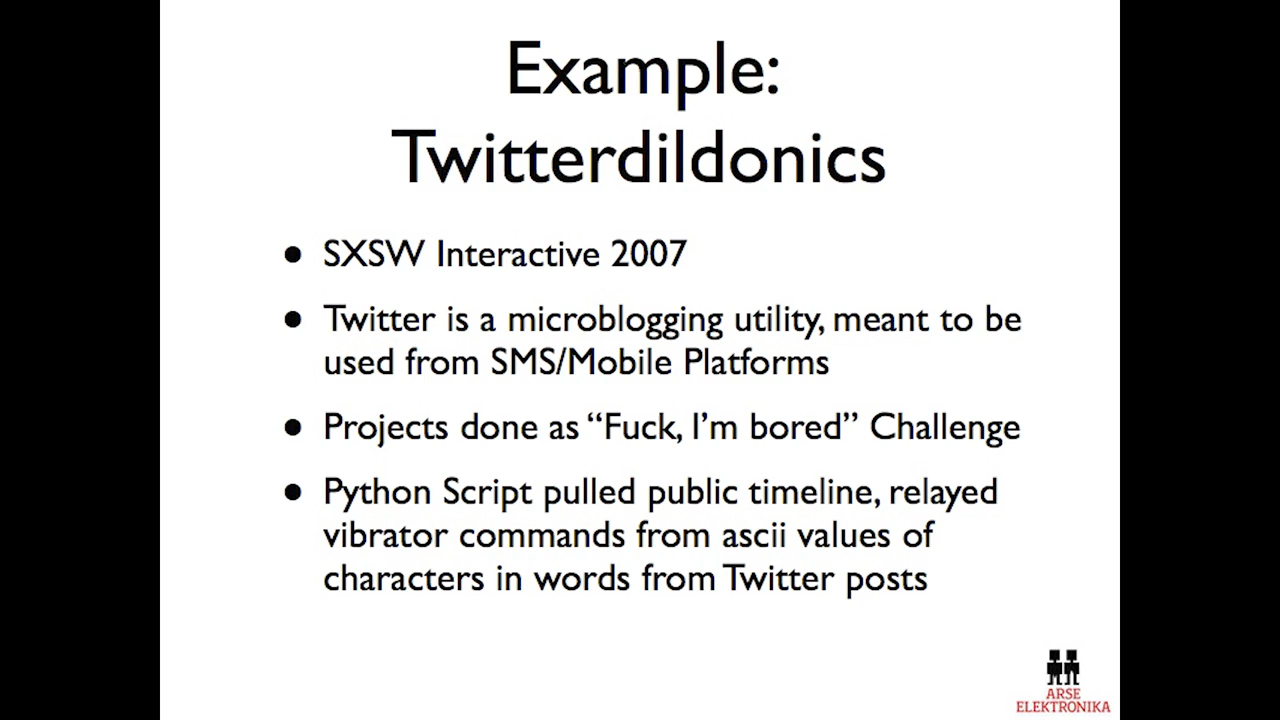 Example:
Twitterdildonics
• SXSW Interactive 2007
• Twitter is a microblogging utility, meant to be
used from SMS/Mobile Platforms
• Projects done as “Fuck, I’m bored” Challenge
• Python Script pulled public timeline, relayed
vibrator commands from ascii values of
characters in words from Twitter posts
ARSE
ELEKTRONIKA